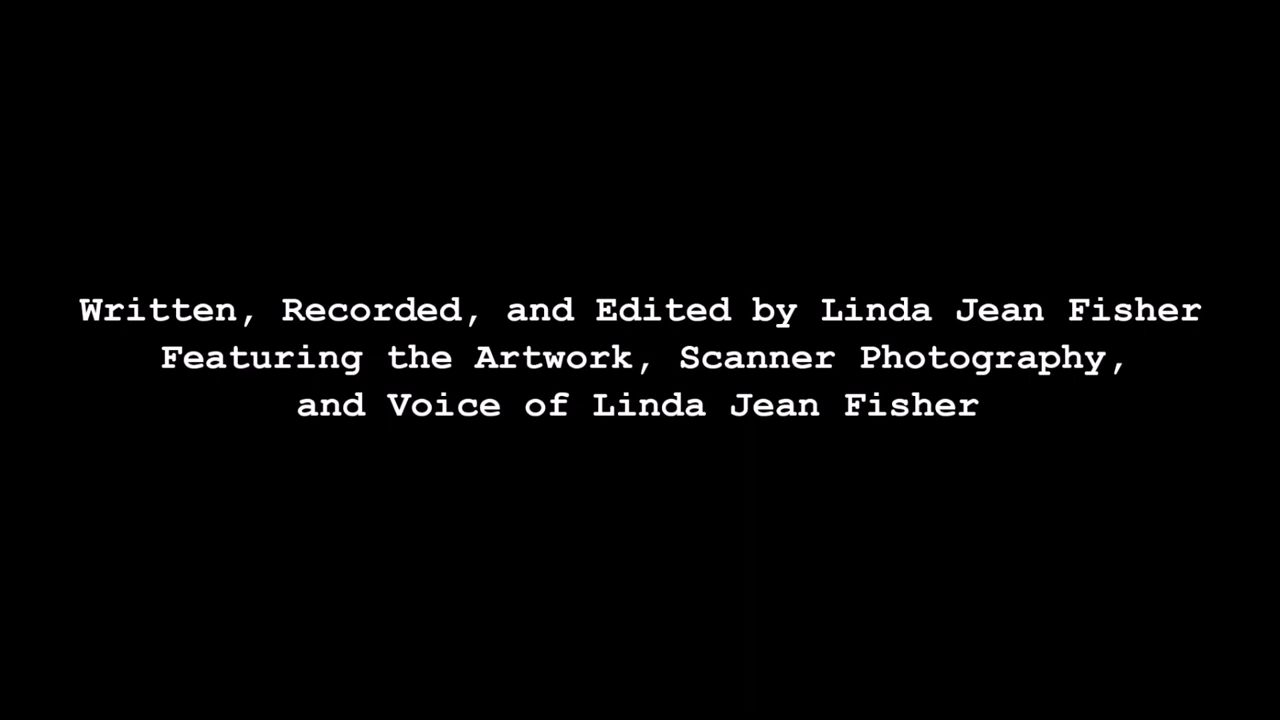 Written, Recorded, and Edited by Linda Jean Fisher
Featuring the Artwork, Scanner Photography,
and Voice of Linda Jean Fisher